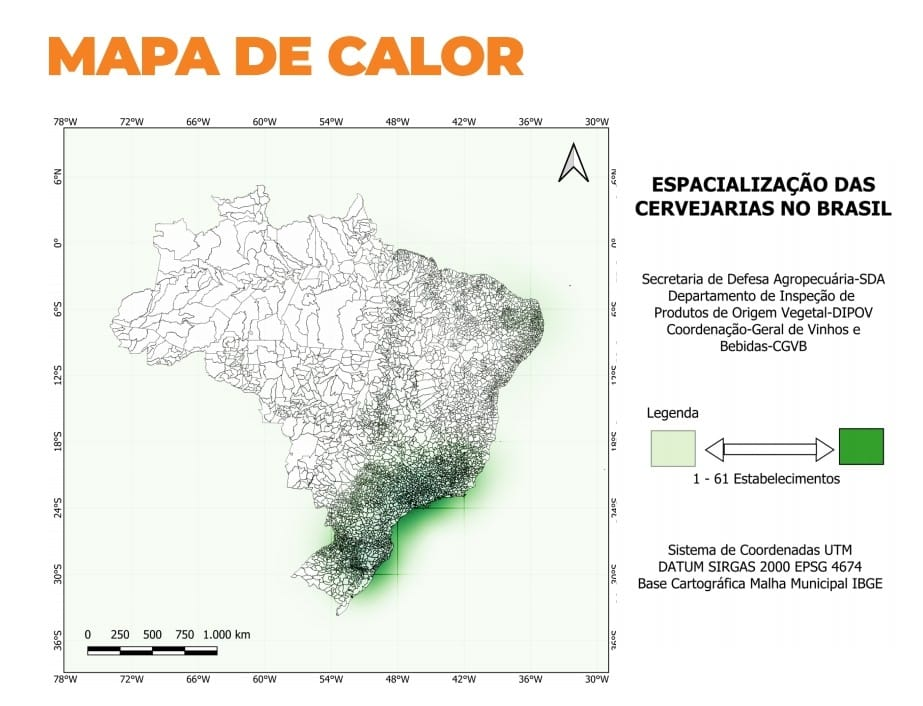 MAPA DE CALOR
78°W 72°W 66°W 60°W 54°W 48°W 42°W 36°W 30°W
6°N
0°
6°S
12°S
18°S
24°S
30°S
36°S
0 250 500 750 1.000 km
78°W 72°W 66°W 60°W 54°W 48°W 42°W 36°W 30°W
ESPACIALIZAÇÃO DAS
CERVEJARIAS NO BRASIL
Secretaria de Defesa Agropecuária-SDA
Departamento de Inspeção de
Produtos de Origem Vegetal-DIPOV
Coordenação-Geral de Vinhos e
Bebidas-CGVB
Legenda
1 - 61 Estabelecimentos
Sistema de Coordenadas UTM
DATUM SIRGAS 2000 EPSG 4674
Base Cartográfica Malha Municipal IBGE